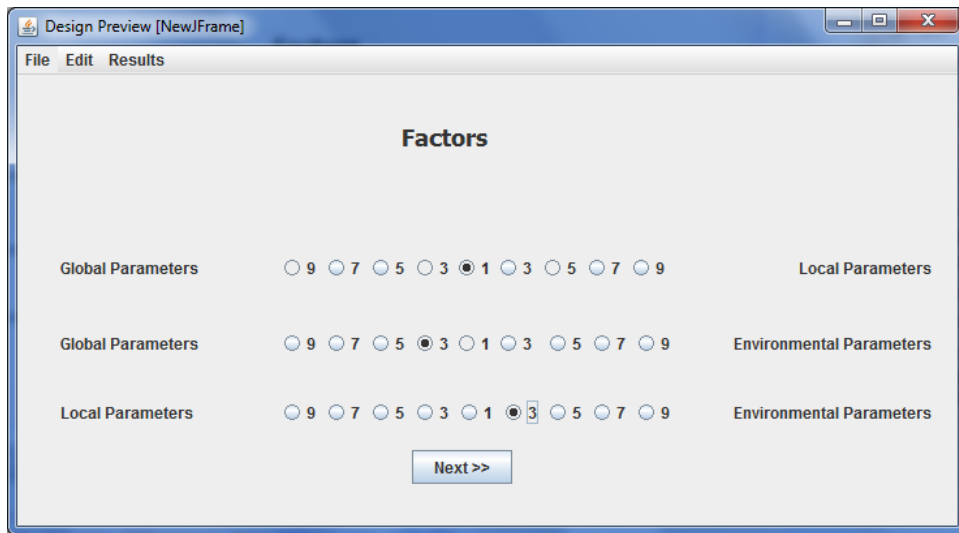 Design Preview [NewJFrame]
File Edit Results
Factors
Global Parameters 9 7 5 3 1 3 5 7 9 Local Parameters
Global Parameters 9 7 5 3 1 3 5 7 9 Environmental Parameters
Local Parameters 9 7 5 3 1 3 5 7 9 Environmental Parameters
Next >>